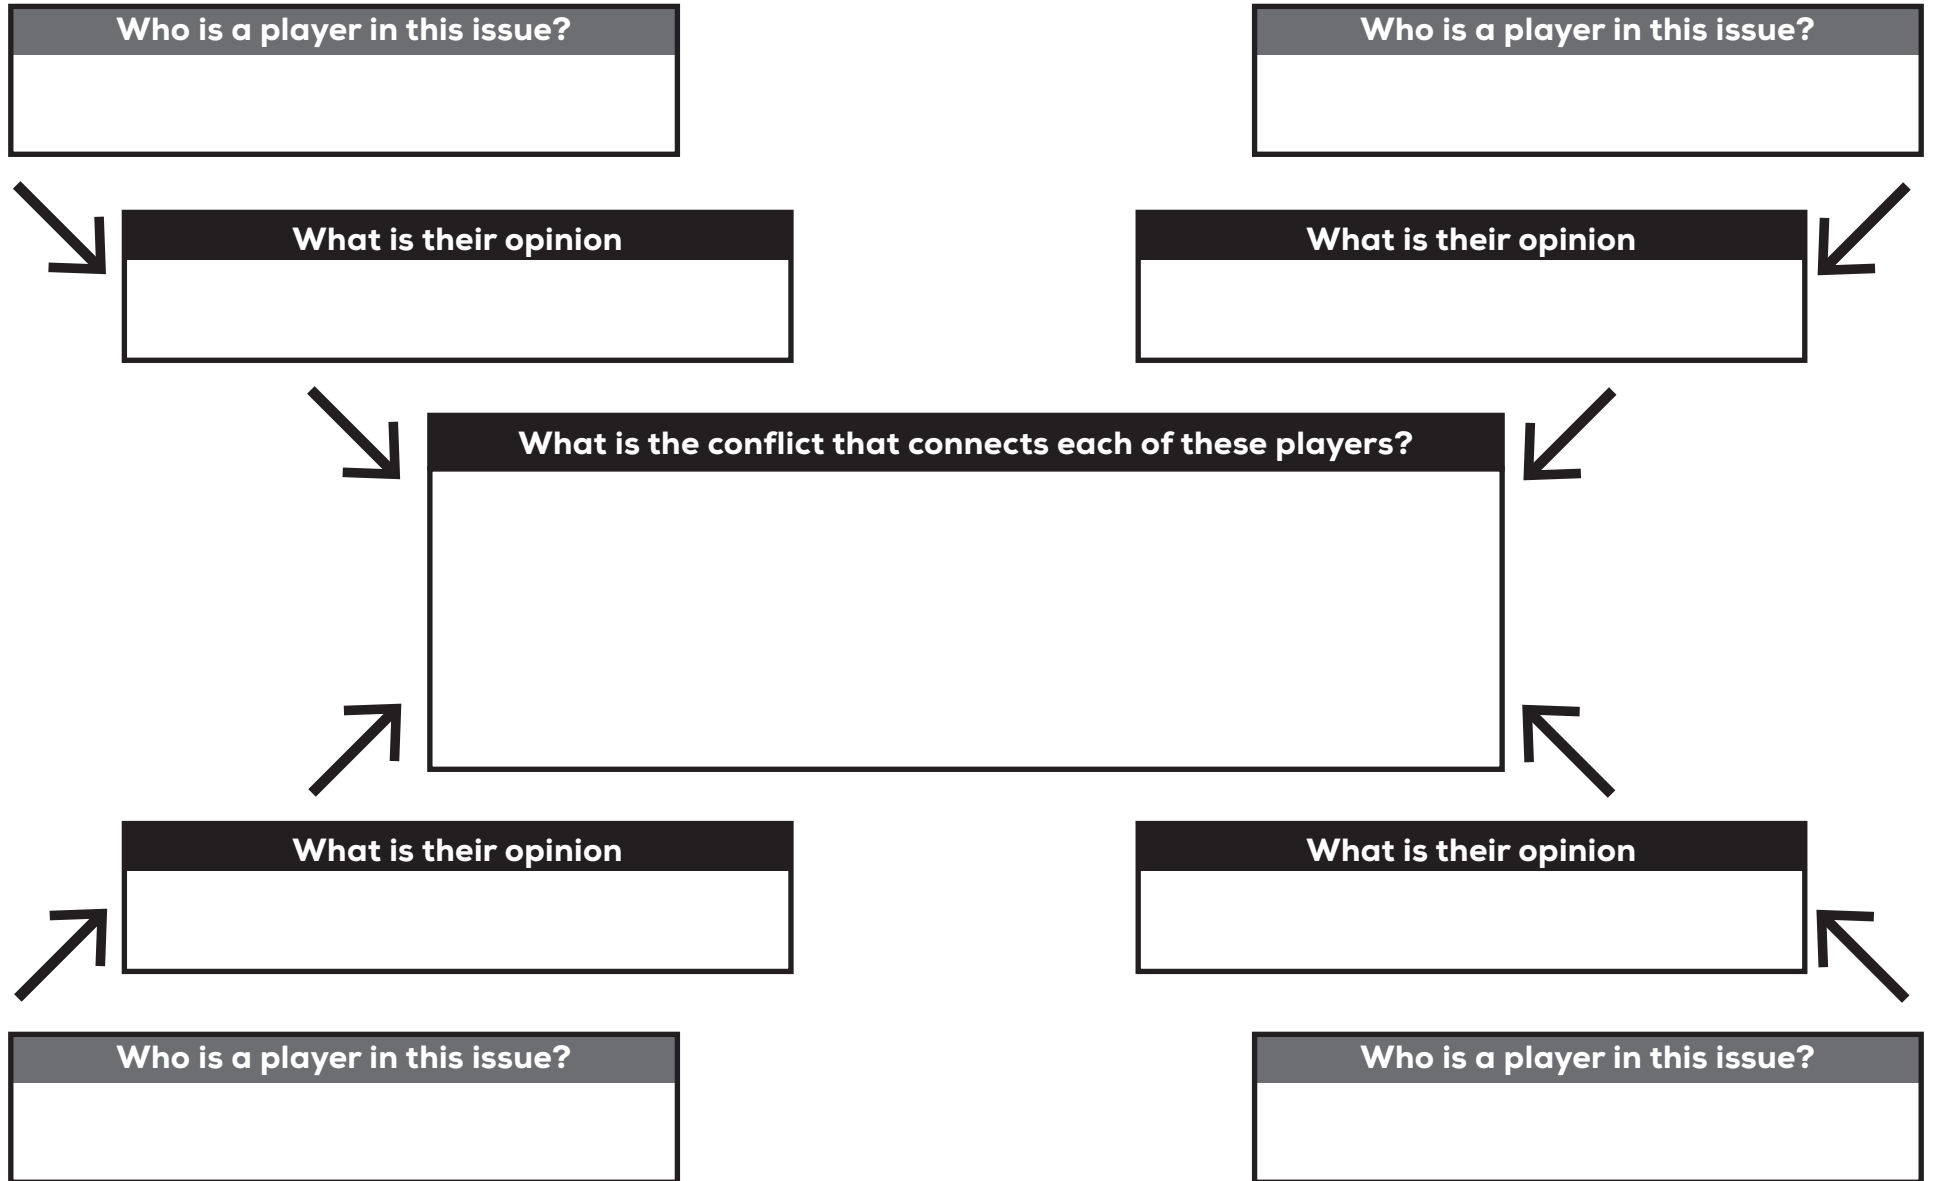 Who is a player in this issue?
Who is a player in this issue?
What is their opinion
What is their opinion
What is the conflict that connects each of these players?
What is their opinion
What is their opinion
Who is a player in this issue?
Who is a player in this issue?